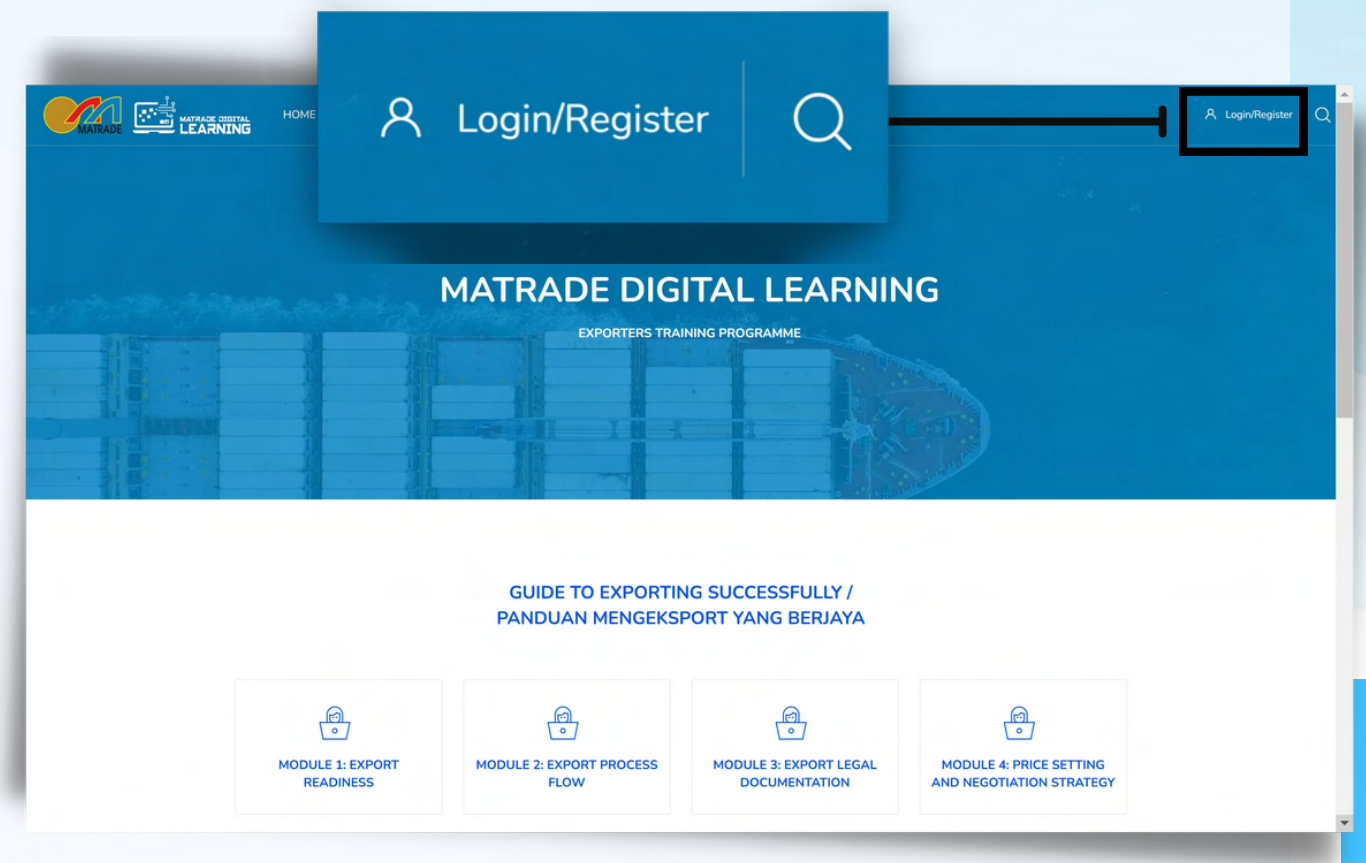 Login/Register
MATRADE
MATRADE DIGITAL
LEARNING
HOME
Login/Register
MATRADE DIGITAL LEARNING
EXPORTERS TRAINING PROGRAMME
GUIDE TO EXPORTING SUCCESSFULLY /
PANDUAN MENGEKSPORT YANG BERJAYA
MODULE 1: EXPORT
READINESS
MODULE 2: EXPORT PROCESS
FLOW
MODULE 3: EXPORT LEGAL
DOCUMENTATION
MODULE 4: PRICE SETTING
AND NEGOTIATION STRATEGY